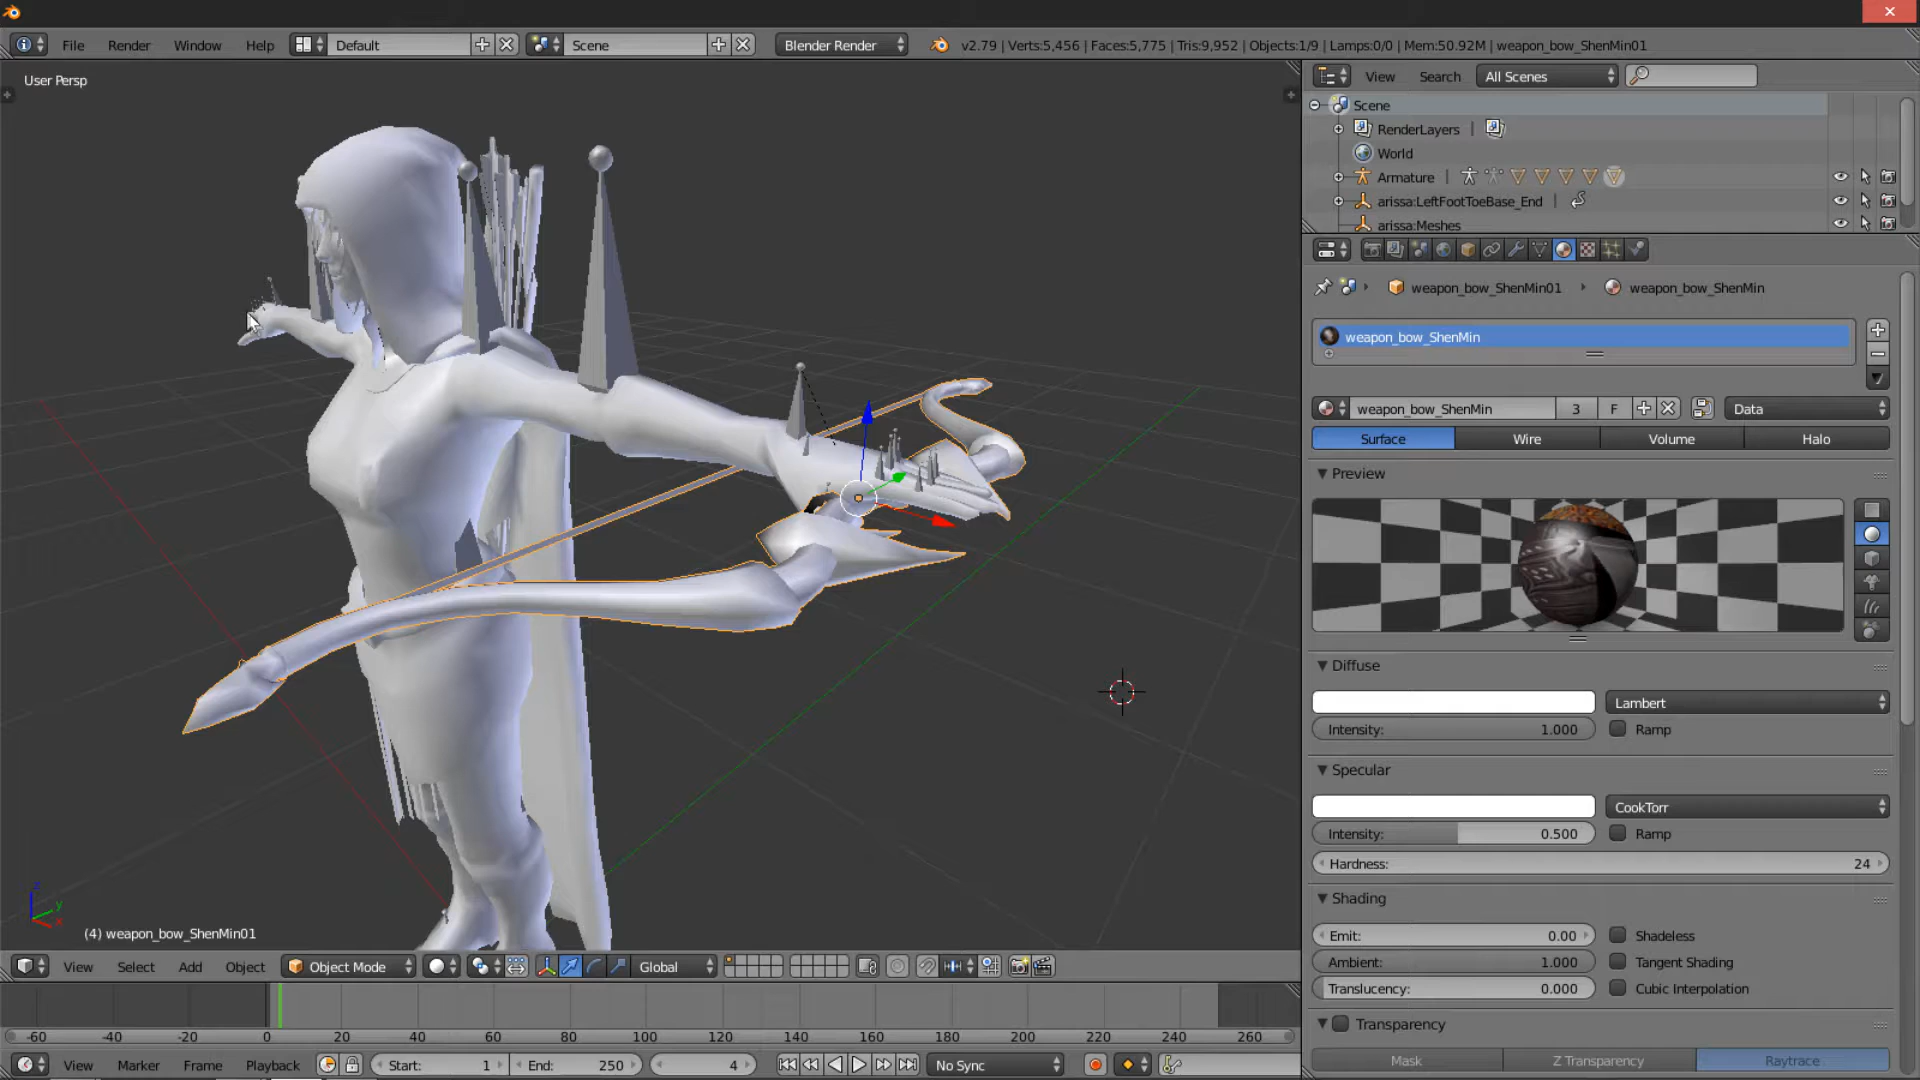 File Render Window Help Default Scene Blender Render v2.79 | Verts:5,456 | Faces:5,775 | Tris:9,952 | Objects:1/9 | Lamps:0/0 | Mem:50.92M | weapon_bow_ShenMin01
User Persp
View Search All Scenes
Scene
RenderLayers |
World
Armature |
arissa:LeftFootToeBase_End |
arissa:Meshes
weapon_bow_ShenMin01 weapon_bow_ShenMin
weapon_bow_ShenMin
weapon_bow_ShenMin 3 F Data
Surface Wire Volume Halo
Preview
Diffuse
Lambert
Intensity: 1.000 Ramp
Specular
CookTorr
Intensity: 0.500 Ramp
Hardness: 24
Shading
Emit: 0.00 Shadeless
Ambient: 1.000 Tangent Shading
Translucency: 0.000 Cubic Interpolation
Transparency
Mask Z Transparency Raytrace
z
y
x
(4) weapon_bow_ShenMin01
View Select Add Object Object Mode Global
-60 -40 -20 0 20 40 60 80 100 120 140 160 180 200 220 240 260
View Marker Frame Playback Start: 1 End: 250 4 No Sync